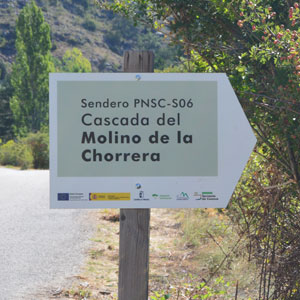 Sendero PNSC-S06
Cascada del
Molino de la
Chorrera